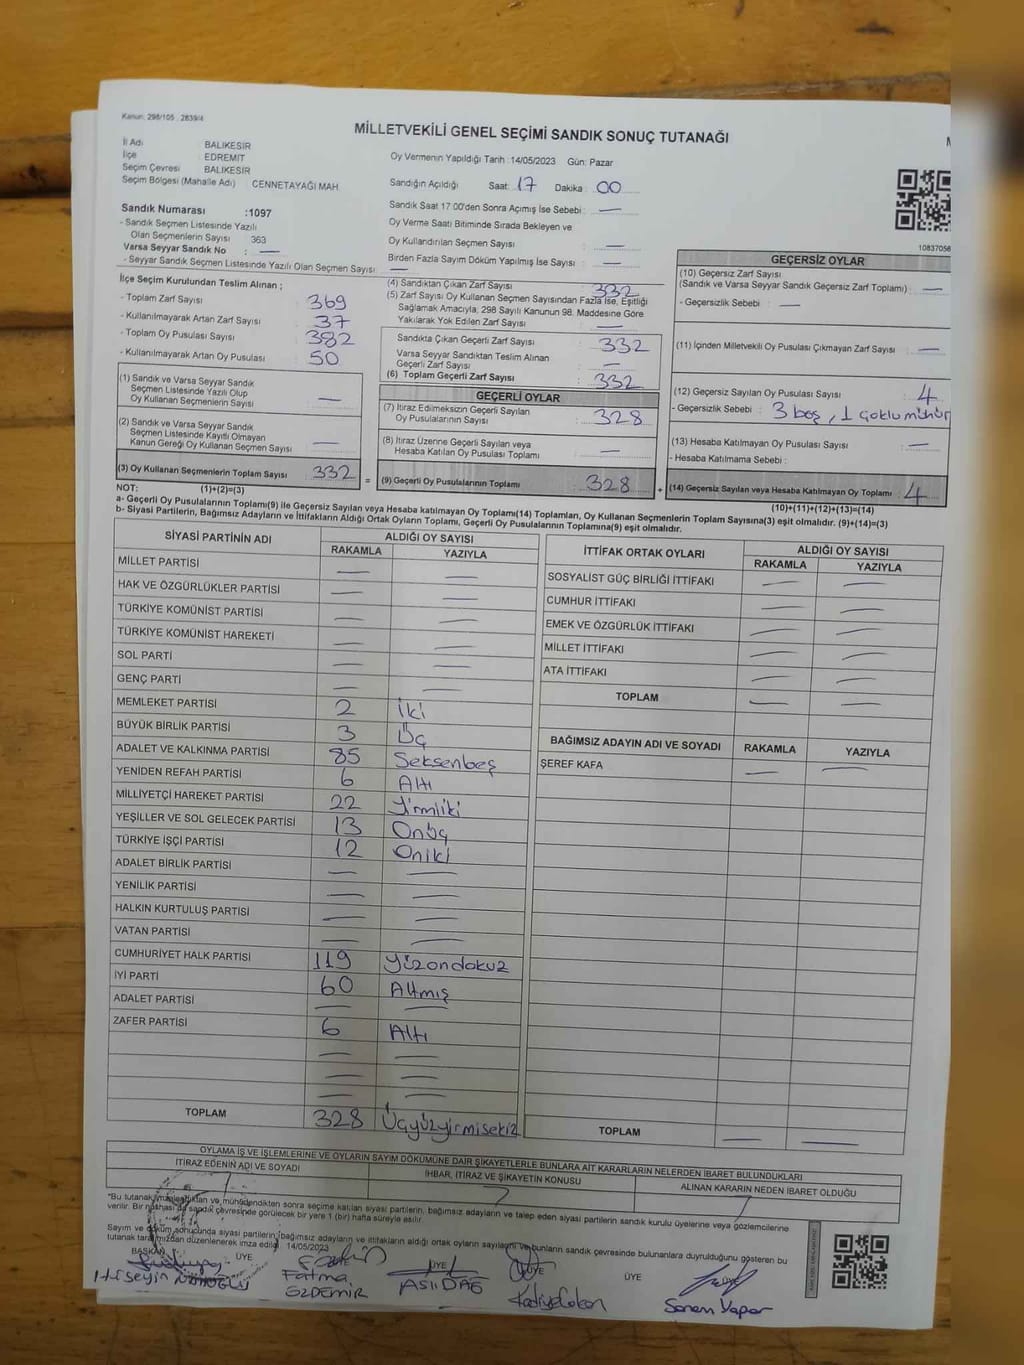 Kanun: 298/105 , 2839/4
MİLLETVEKİLİ GENEL SEÇİMİ SANDIK SONUÇ TUTANAĞI
İl Adı BALIKESİR
İlçe EDREMIT
Seçim Çevresi BALIKESİR
Seçim Bölgesi (Mahalle Adı) CENNETAYAĞI MAH.
Oy Vermenin Yapıldığı Tarih : 14/05/2023 Gün: Pazar
Sandığın Açıldığı Saat: 17 Dakika : 00
Sandık Saat 17:00'den Sonra Açımış İse Sebebi : —
Oy Verme Saati Bitiminde Sırada Bekleyen ve
Oy Kullandırılan Seçmen Sayısı : —
Birden Fazla Sayım Döküm Yapılmış İse Sayısı : —
Sandık Numarası :1097
- Sandık Seçmen Listesinde Yazılı
Olan Seçmenlerin Sayısı 363
Varsa Seyyar Sandık No : —
- Seyyar Sandık Seçmen Listesinde Yazılı Olan Seçmen Sayısı : —
10837056
İlçe Seçim Kurulundan Teslim Alınan ;
- Toplam Zarf Sayısı : 369
- Kullanılmayarak Artan Zarf Sayısı : 37
- Toplam Oy Pusulası Sayısı : 382
- Kullanılmayarak Artan Oy Pusulası : 50
(1) Sandık ve Varsa Seyyar Sandık
Seçmen Listesinde Yazılı Olup
Oy Kullanan Seçmenlerin Sayısı : —
(2) Sandık ve Varsa Seyyar Sandık
Seçmen Listesinde Kayıtlı Olmayan
Kanun Gereği Oy Kullanan Seçmen Sayısı : —
(3) Oy Kullanan Seçmenlerin Toplam Sayısı : 332
(4) Sandıktan Çıkan Zarf Sayısı : 332
(5) Zarf Sayısı Oy Kullanan Seçmen Sayısından Fazla İse, Eşitliği
Sağlamak Amacıyla, 298 Sayılı Kanunun 98. Maddesine Göre
Yakılarak Yok Edilen Zarf Sayısı : —
Sandıkta Çıkan Geçerli Zarf Sayısı : 332
Varsa Seyyar Sandıktan Teslim Alınan
Geçerli Zarf Sayısı : —
(6) Toplam Geçerli Zarf Sayısı : 332
GEÇERLİ OYLAR
(7) İtiraz Edilmeksizin Geçerli Sayılan
Oy Pusulalarının Sayısı : 328
(8) İtiraz Üzerine Geçerli Sayılan veya
Hesaba Katılan Oy Pusulası Toplamı : —
= (9) Geçerli Oy Pusulalarının Toplamı : 328
GEÇERSİZ OYLAR
(10) Geçersiz Zarf Sayısı
(Sandık ve Varsa Seyyar Sandık Geçersiz Zarf Toplamı) : —
- Geçersizlik Sebebi : —
(11) İçinden Milletvekili Oy Pusulası Çıkmayan Zarf Sayısı : —
(12) Geçersiz Sayılan Oy Pusulası Sayısı : 4
- Geçersizlik Sebebi : 3 boş , 1 çoklu mühür
(13) Hesaba Katılmayan Oy Pusulası Sayısı : —
- Hesaba Katılmama Sebebi :
+ (14) Geçersiz Sayılan veya Hesaba Katılmayan Oy Toplamı : 4
NOT: (1)+(2)=(3) (10)+(11)+(12)+(13)=(14)
a- Geçerli Oy Pusulalarının Toplamı(9) ile Geçersiz Sayılan veya Hesaba katılmayan Oy Toplamı(14) Toplamları, Oy Kullanan Seçmenlerin Toplam Sayısına(3) eşit olmalıdır. (9)+(14)=(3)
b- Siyasi Partilerin, Bağımsız Adayların ve İttifakların Aldığı Ortak Oyların Toplamı, Geçerli Oy Pusulalarının Toplamına(9) eşit olmalıdır.
SİYASİ PARTİNİN ADI ALDIĞI OY SAYISI
RAKAMLA YAZIYLA
MİLLET PARTİSİ — —
HAK VE ÖZGÜRLÜKLER PARTİSİ — —
TÜRKİYE KOMÜNİST PARTİSİ — —
TÜRKİYE KOMÜNİST HAREKETİ — —
SOL PARTİ — —
GENÇ PARTİ — —
MEMLEKET PARTİSİ 2 İki
BÜYÜK BİRLİK PARTİSİ 3 Üç
ADALET VE KALKINMA PARTİSİ 85 Seksenbeş
YENİDEN REFAH PARTİSİ 6 Altı
MİLLİYETÇİ HAREKET PARTİSİ 22 Yirmiiki
YEŞİLLER VE SOL GELECEK PARTİSİ 13 Onüç
TÜRKİYE İŞÇİ PARTİSİ 12 Oniki
ADALET BİRLİK PARTİSİ — —
YENİLİK PARTİSİ — —
HALKIN KURTULUŞ PARTİSİ — —
VATAN PARTİSİ — —
CUMHURİYET HALK PARTİSİ 119 Yüzondokuz
İYİ PARTİ 60 Altmış
ADALET PARTİSİ — —
ZAFER PARTİSİ 6 Altı
— —
— —
— —
TOPLAM 328 Üçyüzyirmisekiz
İTTİFAK ORTAK OYLARI ALDIĞI OY SAYISI
RAKAMLA YAZIYLA
SOSYALİST GÜÇ BİRLİĞİ İTTİFAKI — —
CUMHUR İTTİFAKI — —
EMEK VE ÖZGÜRLÜK İTTİFAKI — —
MİLLET İTTİFAKI — —
ATA İTTİFAKI — —
TOPLAM — —
BAĞIMSIZ ADAYIN ADI VE SOYADI RAKAMLA YAZIYLA
ŞEREF KAFA — —
TOPLAM — —
OYLAMA İŞ VE İŞLEMLERİNE VE OYLARIN SAYIM DÖKÜMÜNE DAİR ŞİKAYETLERLE BUNLARA AİT KARARLARIN NELERDEN İBARET BULUNDUKLARI
İTİRAZ EDENİN ADI VE SOYADI İHBAR, İTİRAZ VE ŞİKAYETİN KONUSU ALINAN KARARIN NEDEN İBARET OLDUĞU
*Bu tutanak imzalandıktan ve mühürlendikten sonra seçime katılan siyasi partilerin, bağımsız adayların ve talep eden siyasi partilerin sandık kurulu üyelerine veya gözlemcilerine
verilir. Bir nüshası da sandık çevresinde görülecek bir yere 1 (bir) hafta süreyle asılır.
Sayım ve döküm sonucunda siyasi partilerin, bağımsız adayların ve ittifakların aldığı ortak oyların sayılarını ve bunların sandık çevresinde bulunanlara duyrulduğunu gösteren bu
tutanak tarafımızdan düzenlenerek imza edildi. 14/05/2023
BAŞKAN ÜYE ÜYE ÜYE ÜYE
Hüseyin
Fatma ÖZDEMİR
ASLI DAĞ
Sanem Yapar